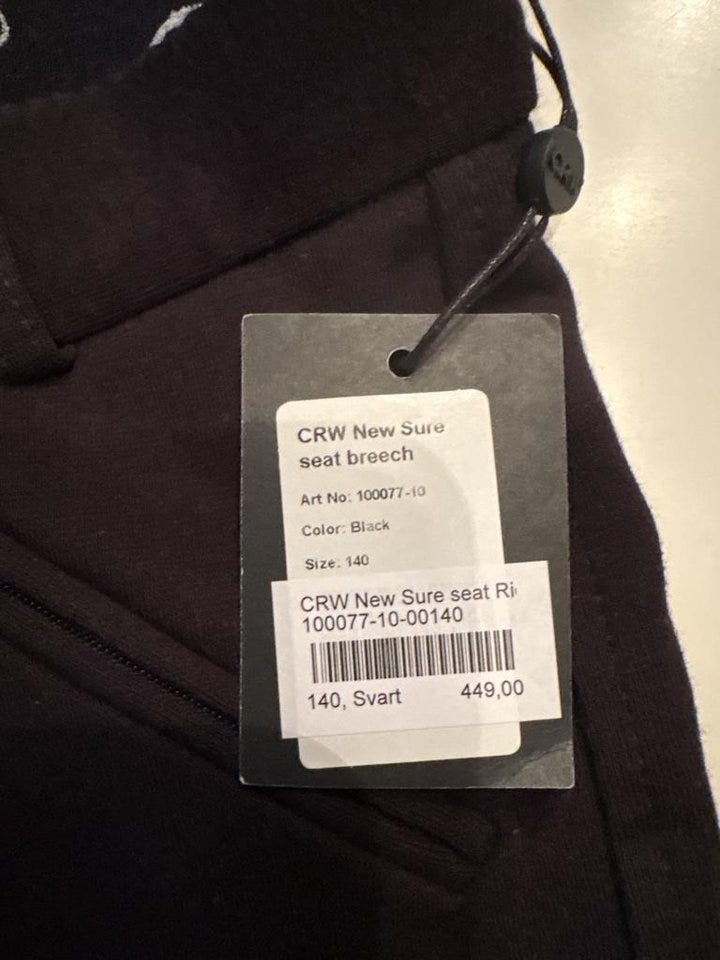 CRW New Sure
seat breech
Art No: 100077-10
Color: Black
Size: 140
CRW New Sure seat
100077-10-00140
140, Svart 449,00